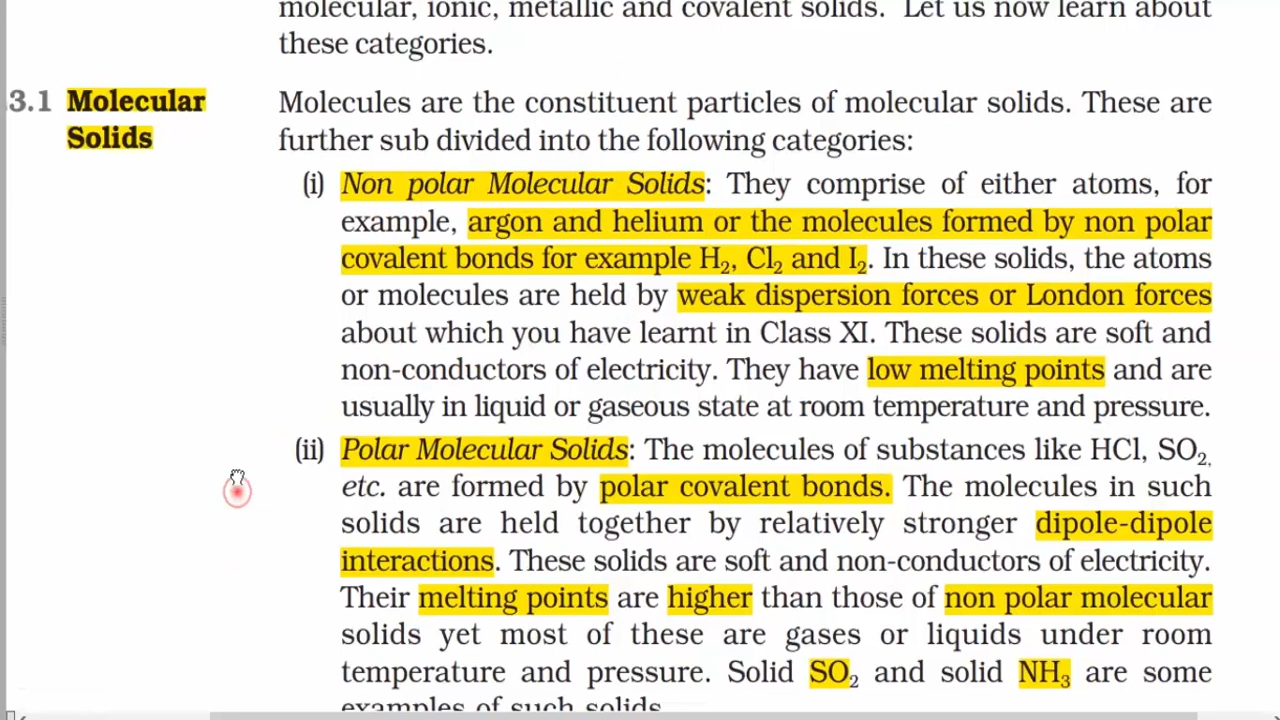 molecular, ionic, metallic and covalent solids. Let us now learn about
these categories.
3.1 Molecular
Solids
Molecules are the constituent particles of molecular solids. These are
further sub divided into the following categories:
(i) Non polar Molecular Solids: They comprise of either atoms, for
example, argon and helium or the molecules formed by non polar
covalent bonds for example H₂, Cl₂ and I₂. In these solids, the atoms
or molecules are held by weak dispersion forces or London forces
about which you have learnt in Class XI. These solids are soft and
non-conductors of electricity. They have low melting points and are
usually in liquid or gaseous state at room temperature and pressure.
(ii) Polar Molecular Solids: The molecules of substances like HCl, SO₂,
etc. are formed by polar covalent bonds. The molecules in such
solids are held together by relatively stronger dipole-dipole
interactions. These solids are soft and non-conductors of electricity.
Their melting points are higher than those of non polar molecular
solids yet most of these are gases or liquids under room
temperature and pressure. Solid SO₂ and solid NH₃ are some
examples of such solids.